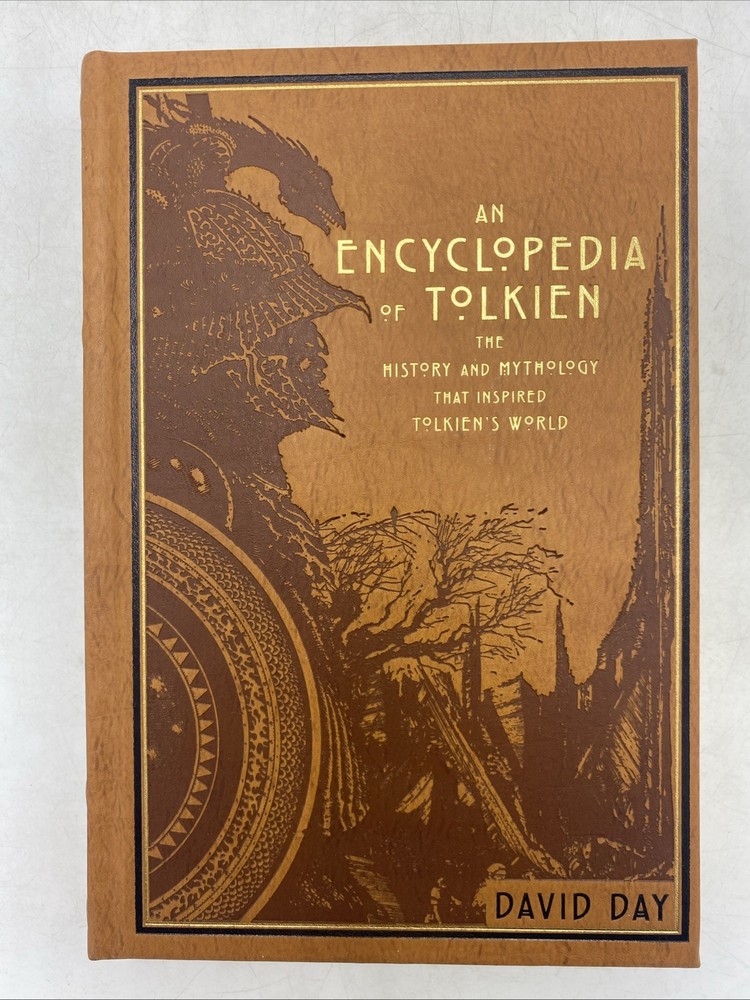 AN
ENCYCLOPEDIA
OF TOLKIEN
THE
HISTORY AND MYTHOLOGY
THAT INSPIRED
TOLKIEN'S WORLD
DAVID DAY